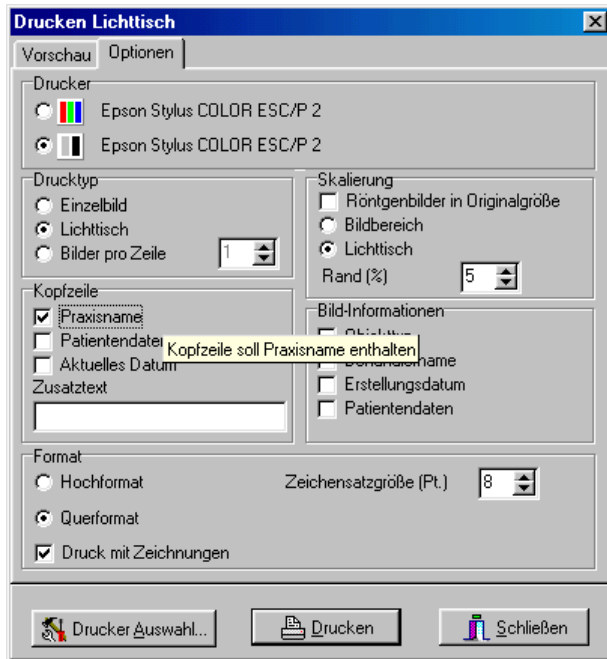 Drucken Lichttisch
Vorschau
Optionen
Drucker
Epson Stylus COLOR ESC/P 2
Epson Stylus COLOR ESC/P 2
Drucktyp
Einzelbild
Lichttisch
Bilder pro Zeile 1
Skalierung
Röntgenbilder in Originalgröße
Bildbereich
Lichttisch
Rand (%) 5
Kopfzeile
Praxisname
Patientendaten
Kopfzeile soll Praxisname enthalten
Aktuelles Datum
Zusatztext
Bild-Informationen
Erstellungsdatum
Patientendaten
Format
Hochformat
Zeichensatzgröße (Pt.) 8
Querformat
Druck mit Zeichnungen
Drucker Auswahl...
Drucken
Schließen